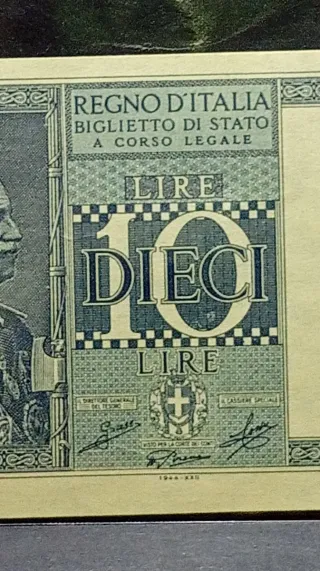 REGNO D'ITALIA
BIGLIETTO DI STATO
A CORSO LEGALE
LIRE
10
DIECI
LIRE
IL DIRETTORE GENERALE
DEL TESORO
IL CASSIERE SPECIALE
VISTO PER LA CORTE DEI CONTI
1944-XXII